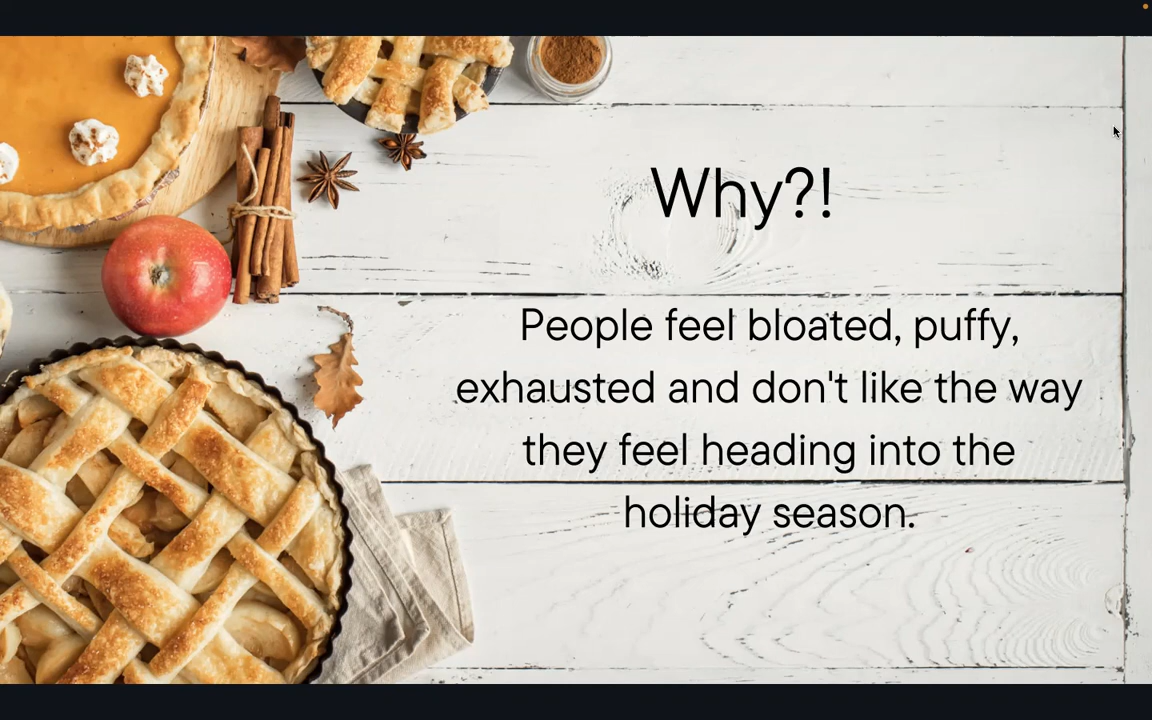 Why?!
People feel bloated, puffy,
exhausted and don't like the way
they feel heading into the
holiday season.